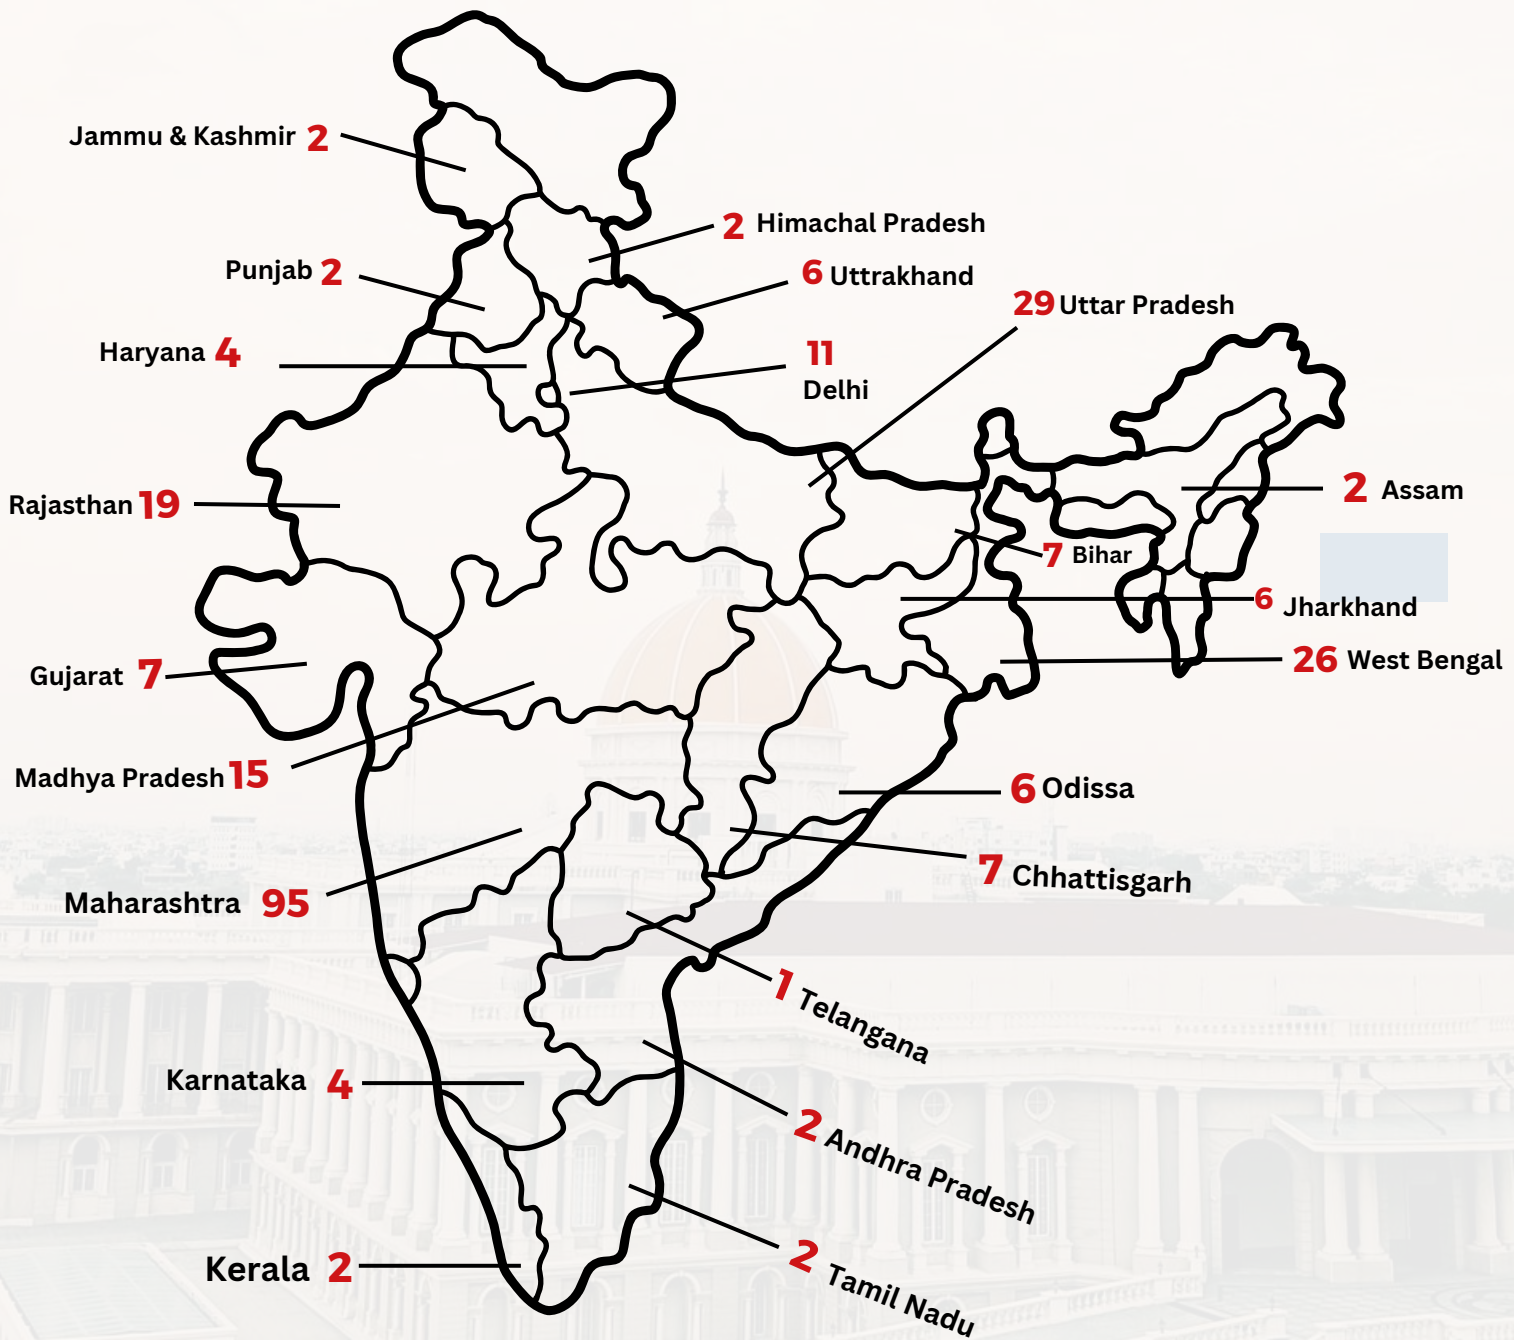 Jammu & Kashmir 2
2 Himachal Pradesh
Punjab 2
6 Uttrakhand
29 Uttar Pradesh
Haryana 4
11
Delhi
Rajasthan 19
2 Assam
7 Bihar
6 Jharkhand
Gujarat 7
26 West Bengal
Madhya Pradesh 15
6 Odissa
7 Chhattisgarh
Maharashtra 95
1 Telangana
Karnataka 4
2 Andhra Pradesh
Kerala 2
2 Tamil Nadu